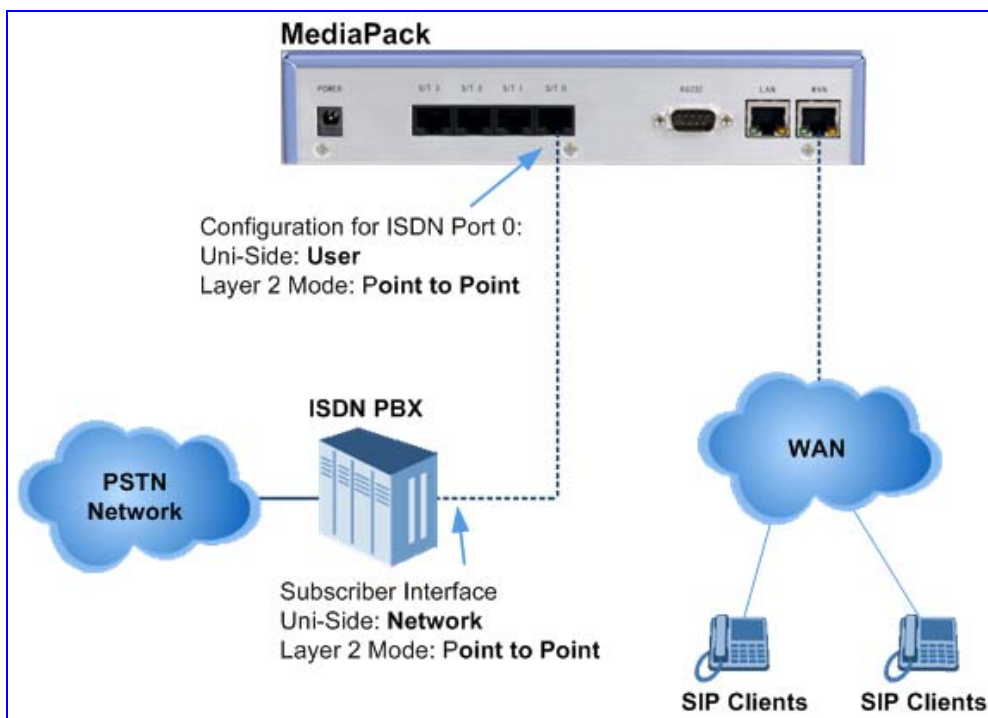 MediaPack
POWER
S/T 3 S/T 2 S/T 1 S/T 0
RS232
LAN
WAN
Configuration for ISDN Port 0:
Uni-Side: User
Layer 2 Mode: Point to Point
ISDN PBX
PSTN
Network
WAN
Subscriber Interface
Uni-Side: Network
Layer 2 Mode: Point to Point
SIP Clients
SIP Clients